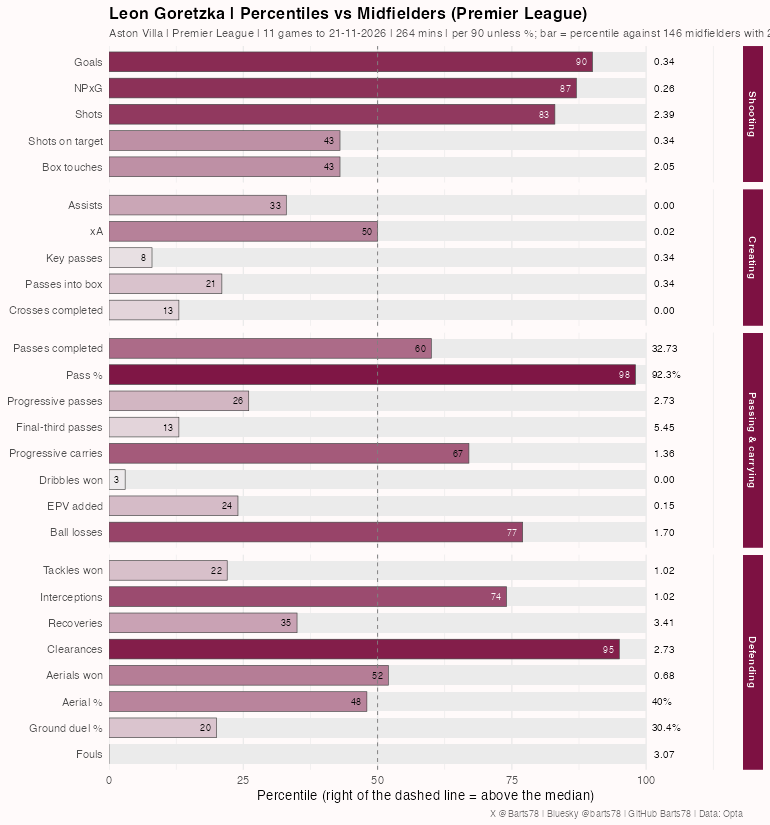 Leon Goretzka | Percentiles vs Midfielders (Premier League)
Aston Villa | Premier League | 11 games to 21-11-2026 | 264 mins | per 90 unless %; bar = percentile against 146 midfielders with 2
Goals 90 0.34
NPxG 87 0.26
Shots 83 2.39
Shots on target 43 0.34
Box touches 43 2.05
Shooting
Assists 33 0.00
xA 50 0.02
Key passes 8 0.34
Passes into box 21 0.34
Crosses completed 13 0.00
Creating
Passes completed 60 32.73
Pass % 98 92.3%
Progressive passes 26 2.73
Final-third passes 13 5.45
Progressive carries 67 1.36
Dribbles won 3 0.00
EPV added 24 0.15
Ball losses 77 1.70
Passing & carrying
Tackles won 22 1.02
Interceptions 74 1.02
Recoveries 35 3.41
Clearances 95 2.73
Aerials won 52 0.68
Aerial % 48 40%
Ground duel % 20 30.4%
Fouls 3.07
Defending
0 25 50 75 100
Percentile (right of the dashed line = above the median)
X @Barts78 | Bluesky @barts78 | GitHub Barts78 | Data: Opta